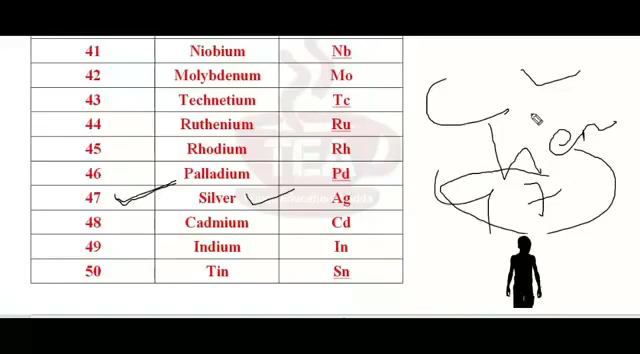 41 Niobium Nb
42 Molybdenum Mo
43 Technetium Tc
44 Ruthenium Ru
45 Rhodium Rh
46 Palladium Pd
47 Silver Ag
48 Cadmium Cd
49 Indium In
50 Tin Sn
TEA